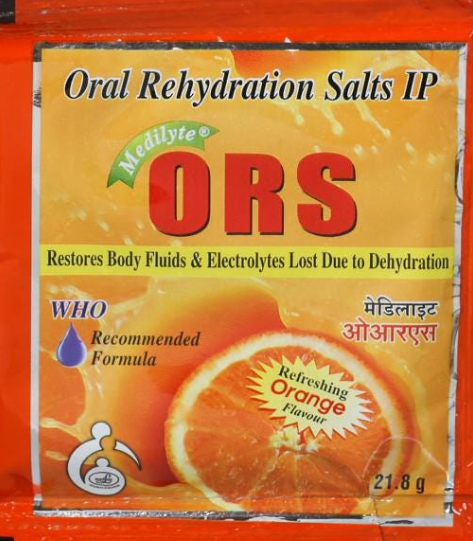 Oral Rehydration Salts IP
Medilyte®
ORS
Restores Body Fluids & Electrolytes Lost Due to Dehydration
WHO
Recommended
Formula
मेडिलाइट
ओआरएस
Refreshing
Orange
Flavour
21.8 g